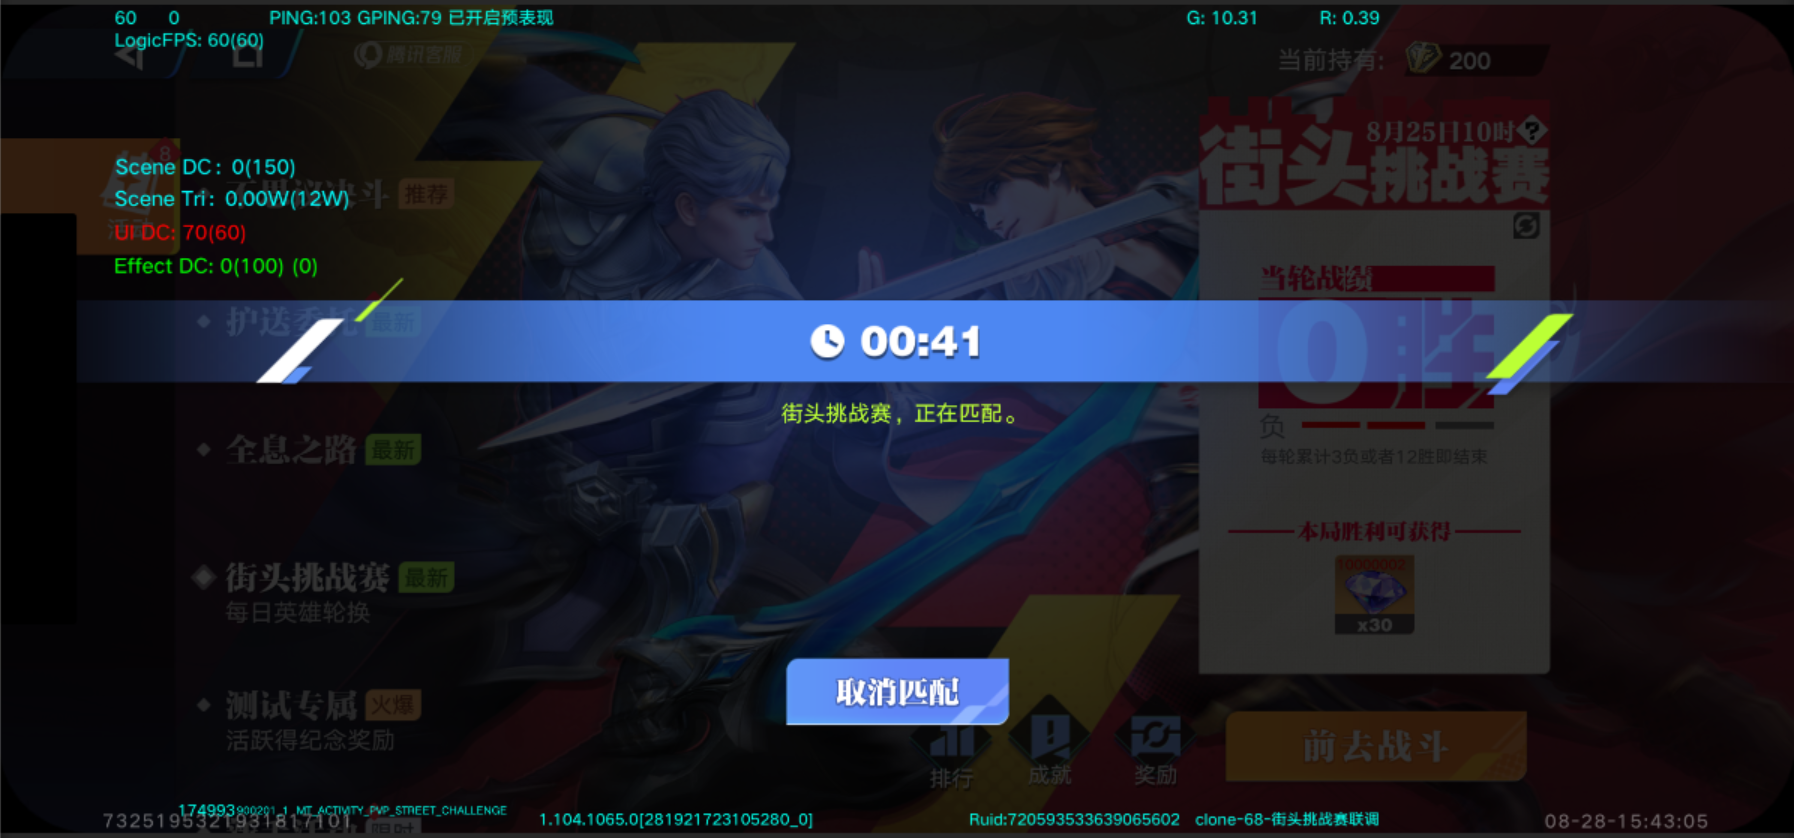 60 0 PING:103 GPING:79 已开启预表现 G: 10.31 R: 0.39
LogicFPS: 60(60)
腾讯客服
当前持有: 200
8月25日10时
街头挑战赛
8
Scene DC: 0(150)
推荐
Scene Tri: 0.00W(12W)
活动
UI DC: 70(60)
Effect DC: 0(100) (0)
当轮战绩
护送委托 最新
00:41
0胜
街头挑战赛，正在匹配。
负
全息之路 最新
每轮累计3负或者12胜即结束
本局胜利可获得
10000002
x30
街头挑战赛 最新
每日英雄轮换
取消匹配
测试专属 火爆
活跃得纪念奖励
排行
成就
奖励
前去战斗
174993900201_1_MT_ACTIVITY_PVP_STREET_CHALLENGE
7325195321931817101
限时
1.104.1065.0[281921723105280_0]
Ruid:720593533639065602 clone-68-街头挑战赛联调
08-28-15:43:05